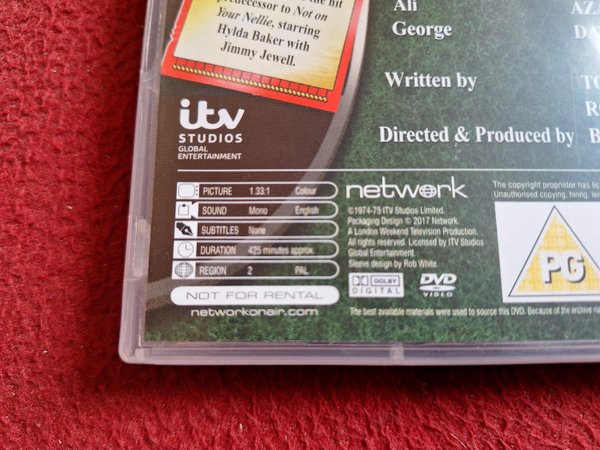 predecessor to Not on
Your Nellie, starring
Hylda Baker with
Jimmy Jewell.
Ali
George
Written by
Directed & Produced by
itv
STUDIOS
GLOBAL
ENTERTAINMENT
PICTURE 1.33:1 Colour
SOUND Mono English
SUBTITLES None
DURATION 425 minutes approx.
REGION 2 PAL
NOT FOR RENTAL
networkonair.com
network
©1974-75 ITV Studios Limited.
Packaging Design © 2017 Network.
A London Weekend Television Production.
All rights reserved. Licensed by ITV Studios
Global Entertainment.
Sleeve design by Rob White.
DOLBY
DIGITAL
DVD
VIDEO
The copyright proprietor has lic
Unauthorised copying, hiring,
PG
The best available materials were used to source this DVD. Because of the archive